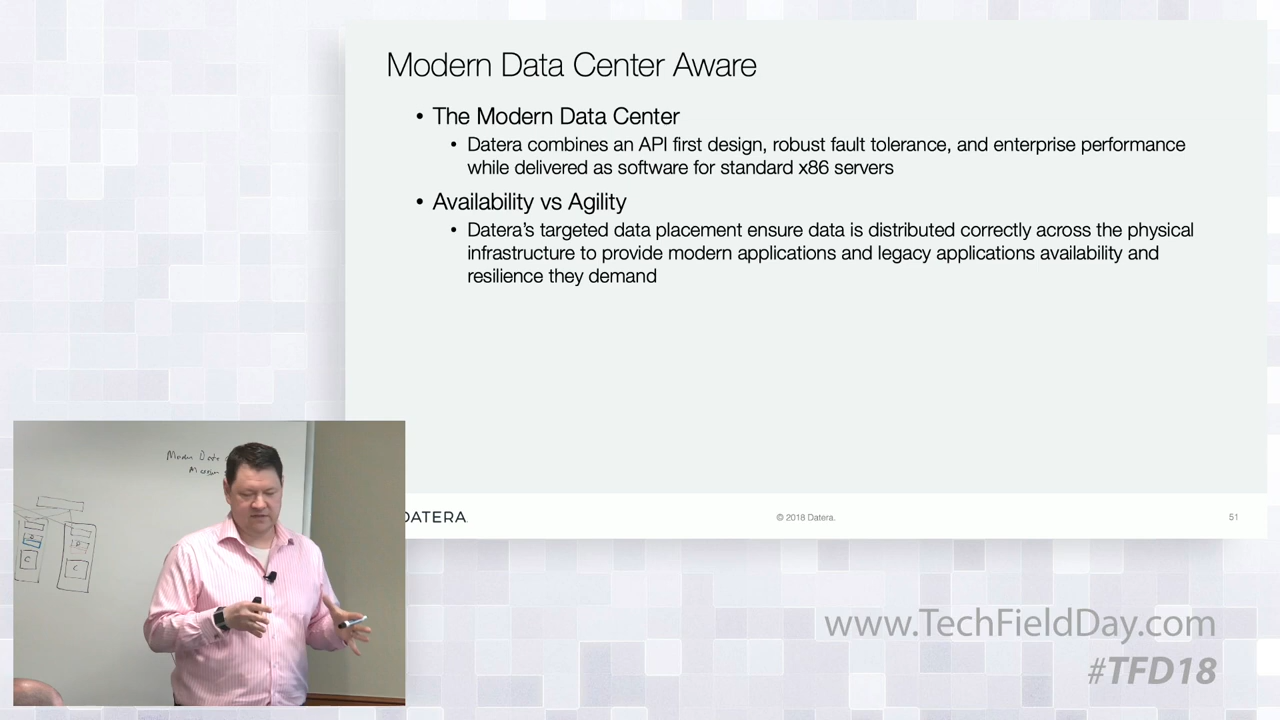 Modern Data Center Aware
• The Modern Data Center
• Datera combines an API first design, robust fault tolerance, and enterprise performance
while delivered as software for standard x86 servers
• Availability vs Agility
• Datera’s targeted data placement ensure data is distributed correctly across the physical
infrastructure to provide modern applications and legacy applications availability and
resilience they demand
DATERA
© 2018 Datera.
51
www.TechFieldDay.com
#TFD18